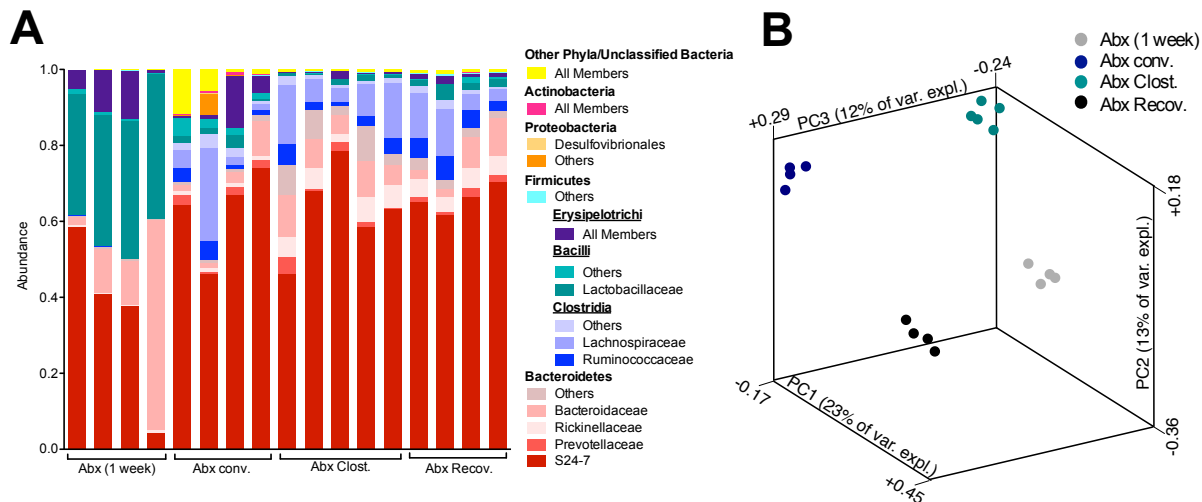 A
1.0
0.8
0.6
0.4
0.2
0.0
Abundance
Abx (1 week)
Abx conv.
Abx Clost.
Abx Recov.
Other Phyla/Unclassified Bacteria
All Members
Actinobacteria
All Members
Proteobacteria
Desulfovibrionales
Others
Firmicutes
Others
Erysipelotrichi
All Members
Bacilli
Others
Lactobacillaceae
Clostridia
Others
Lachnospiraceae
Ruminococcaceae
Bacteroidetes
Others
Bacteroidaceae
Rickinellaceae
Prevotellaceae
S24-7
B
Abx (1 week)
Abx conv.
Abx Clost.
Abx Recov.
-0.24
+0.29
PC3 (12% of var. expl.)
+0.18
PC2 (13% of var. expl.)
-0.36
-0.17
PC1 (23% of var. expl.)
+0.45